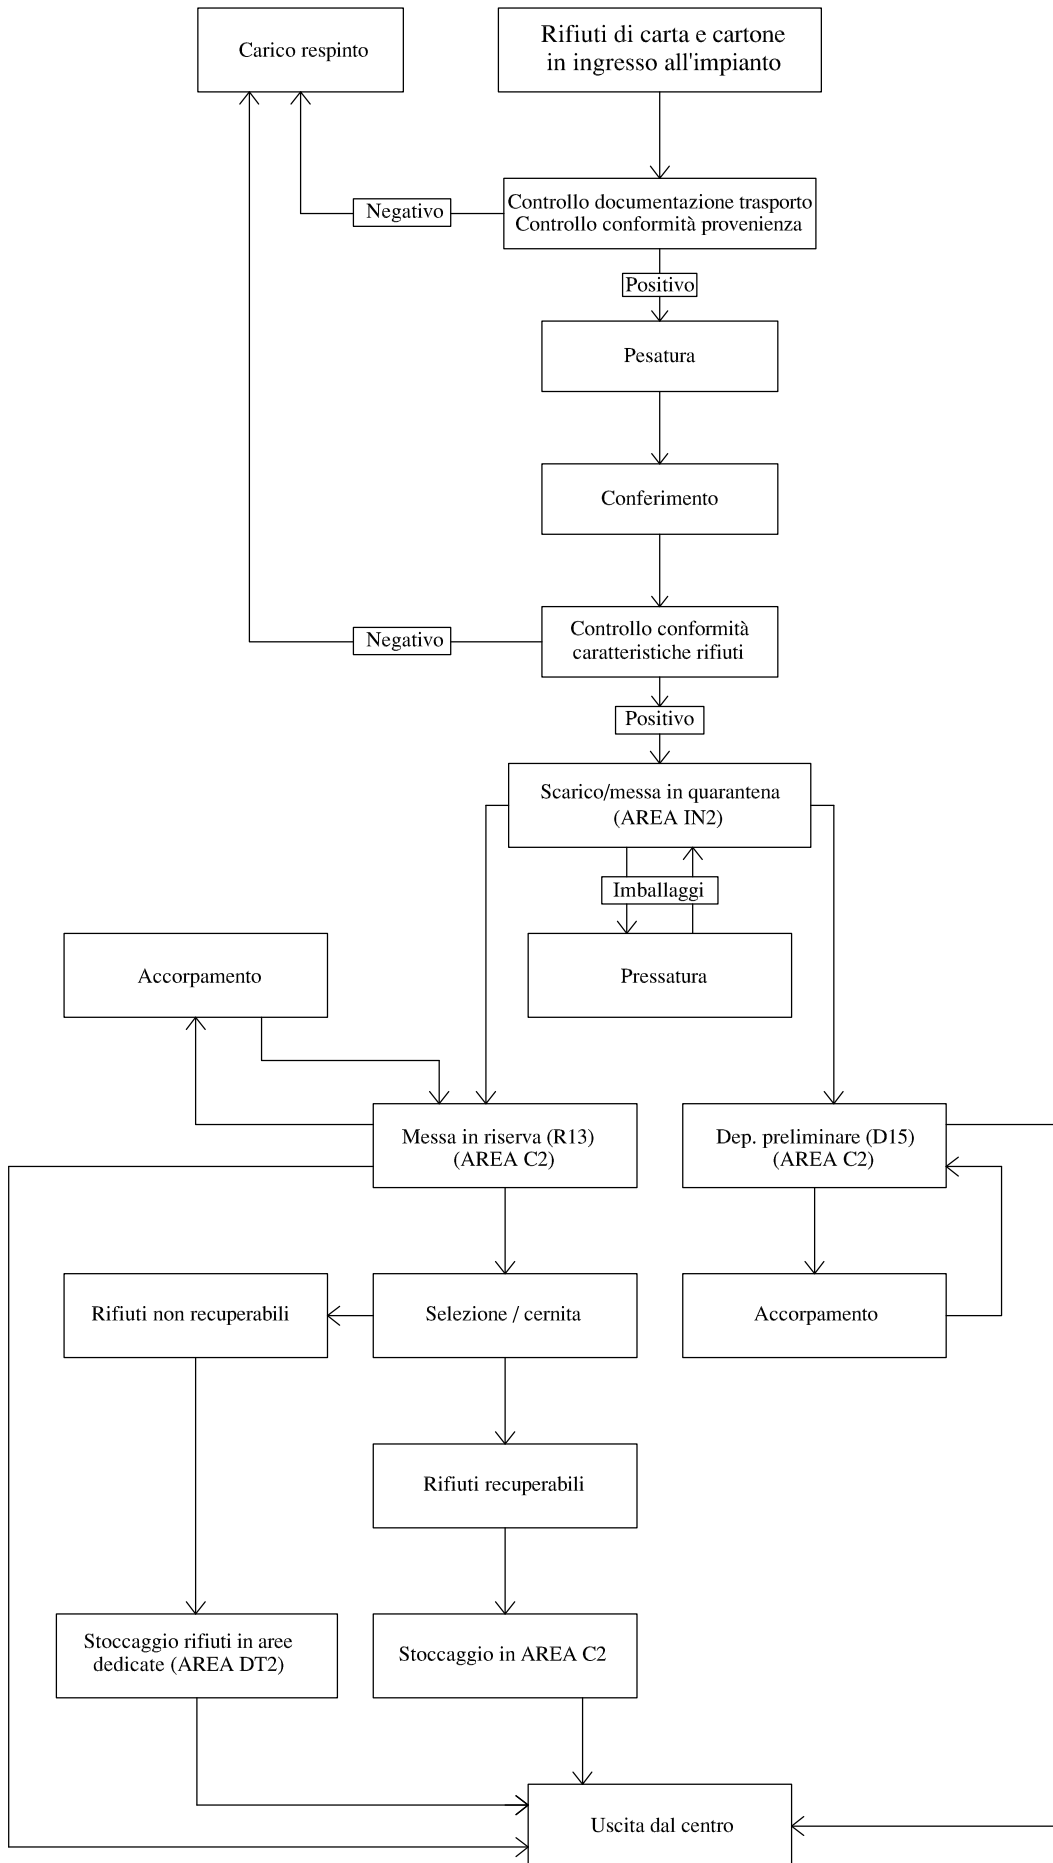 Carico respinto
Rifiuti di carta e cartone
in ingresso all'impianto
Negativo
Controllo documentazione trasporto
Controllo conformità provenienza
Positivo
Pesatura
Conferimento
Negativo
Controllo conformità
caratteristiche rifiuti
Positivo
Scarico/messa in quarantena
(AREA IN2)
Imballaggi
Accorpamento
Pressatura
Messa in riserva (R13)
(AREA C2)
Dep. preliminare (D15)
(AREA C2)
Rifiuti non recuperabili
Selezione / cernita
Accorpamento
Rifiuti recuperabili
Stoccaggio rifiuti in aree
dedicate (AREA DT2)
Stoccaggio in AREA C2
Uscita dal centro